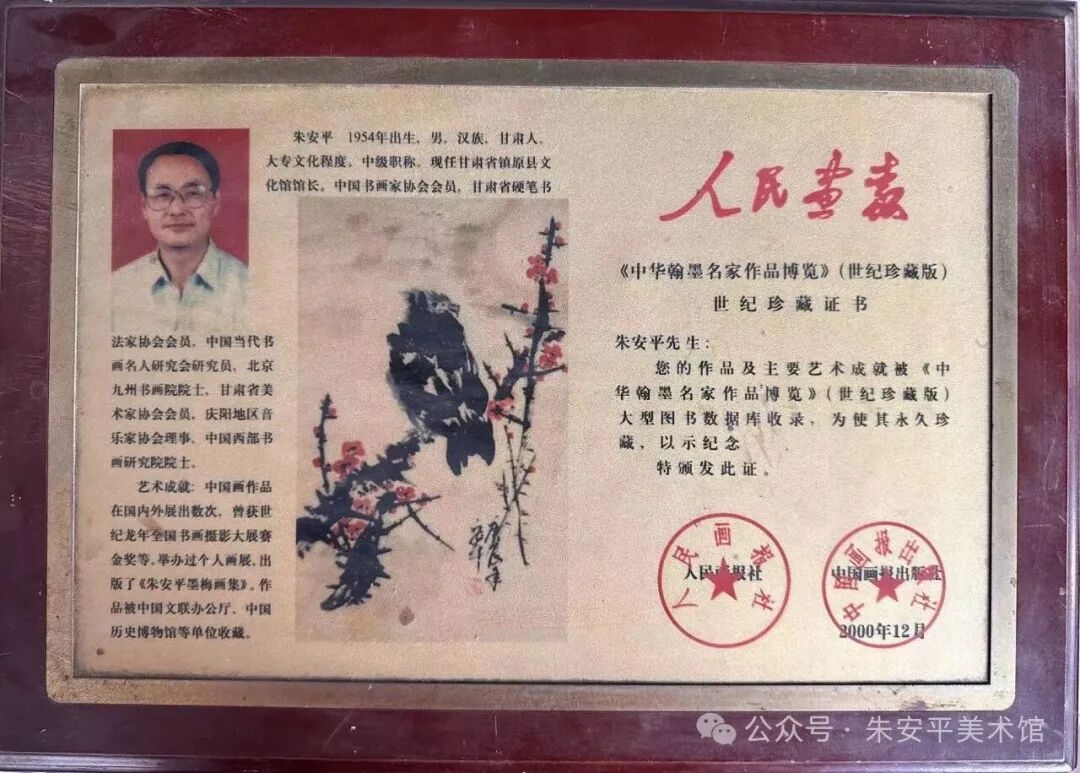 朱安平 1954年出生，男，汉族，甘肃人，
大专文化程度。中级职称，现任甘肃省镇原县文
化馆馆长。中国书画家协会会员，甘肃省硬笔书
法家协会会员，中国当代书
画名人研究会研究员，北京
九州书画院院士，甘肃省美
术家协会会员，庆阳地区音
乐家协会理事，中国西部书
画研究院院士。
艺术成就：中国画作品
在国内外展出数次，曾获世
纪龙年全国书画摄影大展赛
金奖等。举办过个人画展，出
版了《朱安平墨梅画集》。作
品被中国文联办公厅、中国
历史博物馆等单位收藏。
人民画报
《中华翰墨名家作品博览》（世纪珍藏版）
世纪珍藏证书
朱安平先生：
您的作品及主要艺术成就被《中
华翰墨名家作品博览》（世纪珍藏版）
大型图书数据库收录，为使其永久珍
藏，以示纪念
特颁发此证。
人民画报社
人民画报社
中国画报出版社
中国画报出版社
2000年12月
公众号·朱安平美术馆